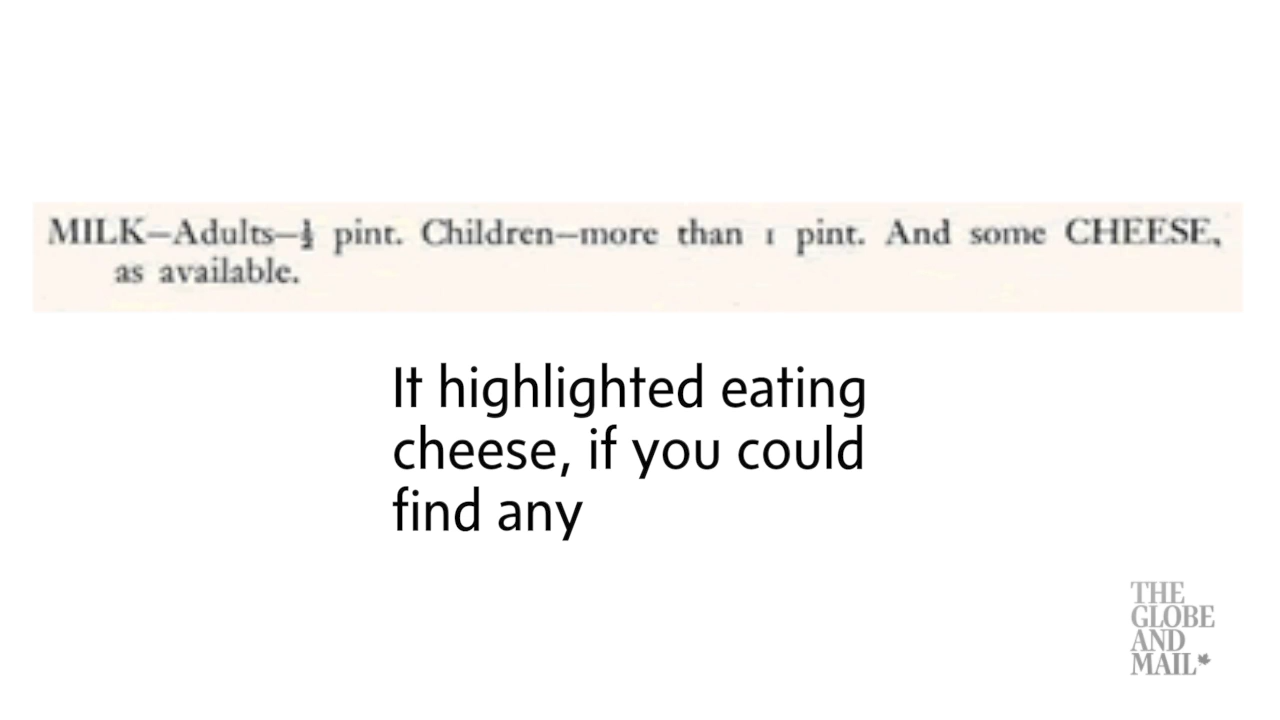 MILK—Adults—½ pint. Children—more than 1 pint. And some CHEESE,
as available.
It highlighted eating
cheese, if you could
find any
THE
GLOBE
AND
MAIL